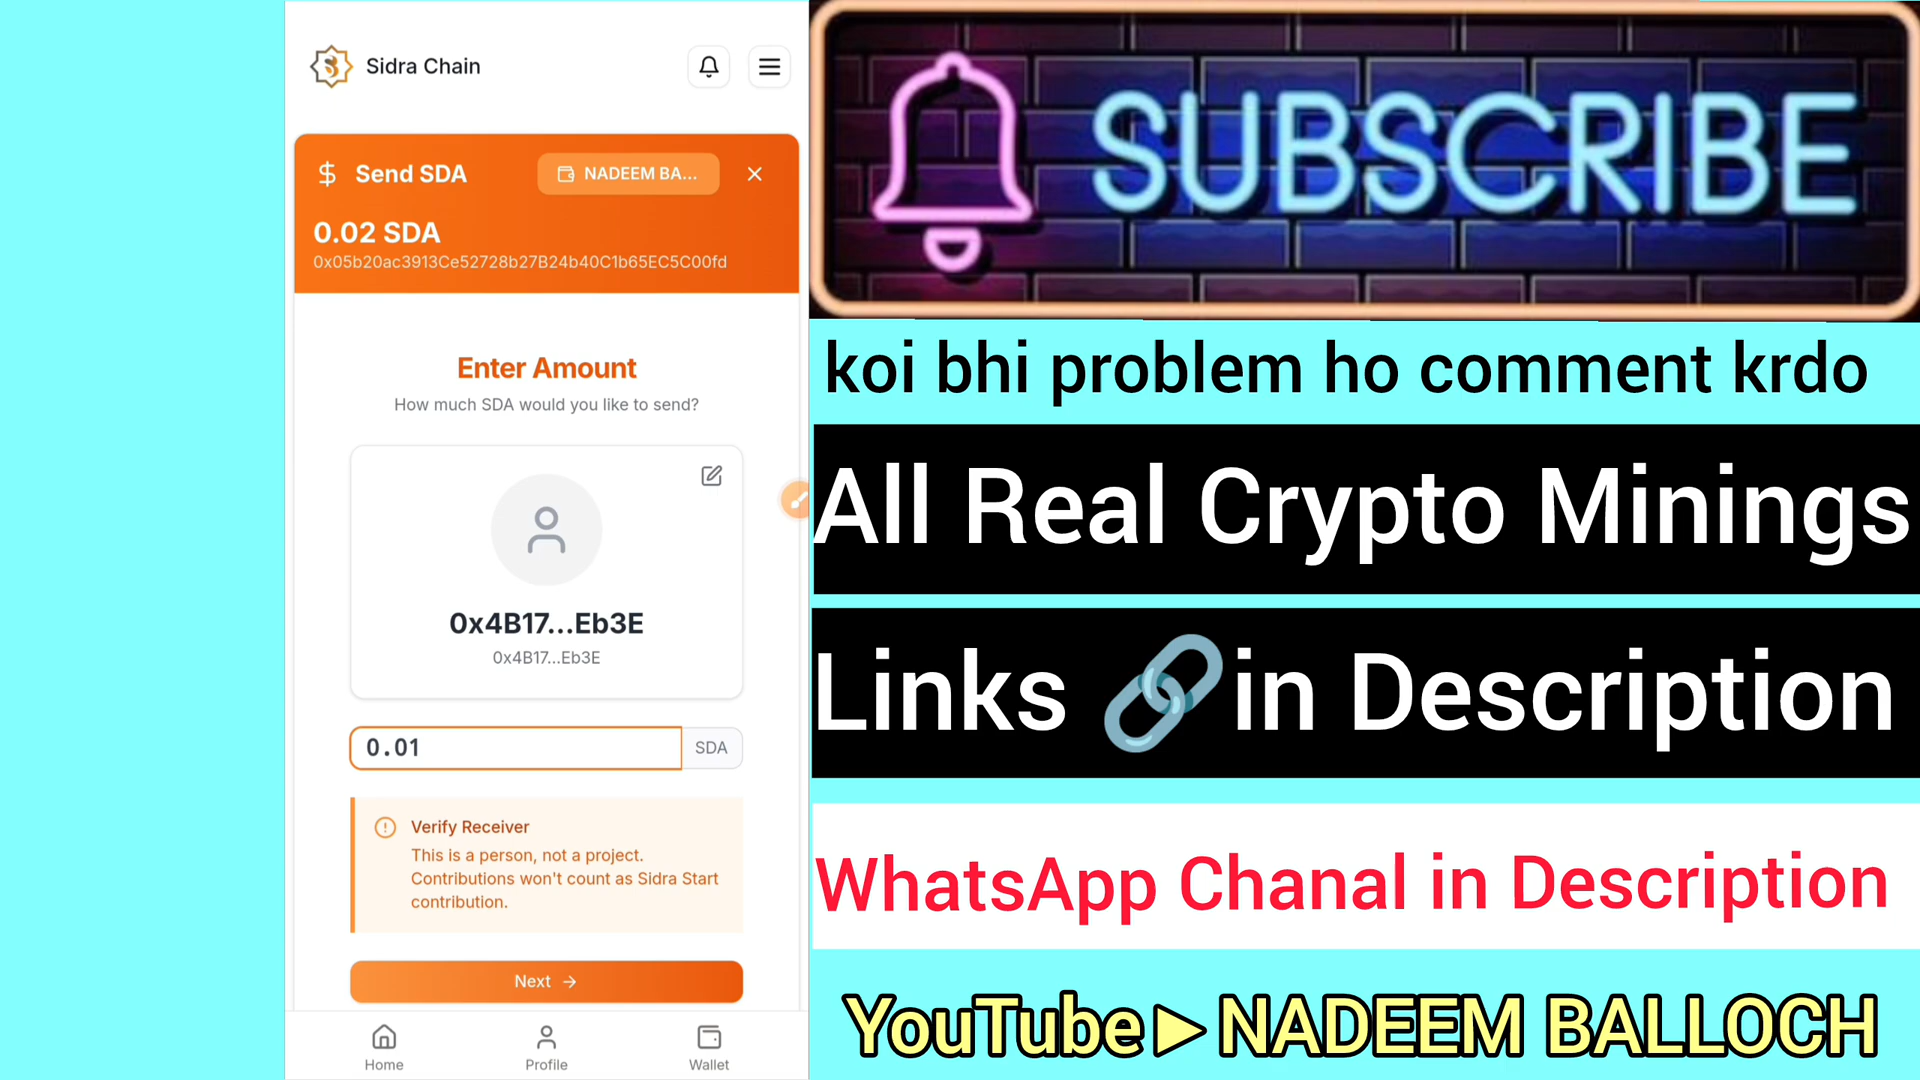 Sidra Chain
Send SDA
NADEEM BA...
0.02 SDA
0x05b20ac3913Ce52728b27B24b40C1b65EC5C00fd
Enter Amount
How much SDA would you like to send?
0x4B17...Eb3E
0x4B17...Eb3E
0.01
SDA
Verify Receiver
This is a person, not a project.
Contributions won't count as Sidra Start
contribution.
Next →
Home
Profile
Wallet
SUBSCRIBE
koi bhi problem ho comment krdo
All Real Crypto Minings
Links 🔗in Description
WhatsApp Chanal in Description
YouTube►NADEEM BALLOCH